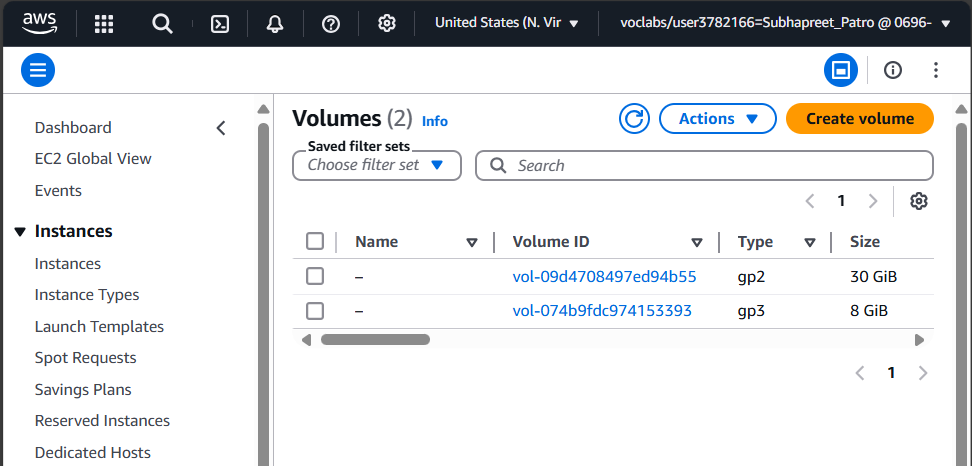 aws United States (N. Vir voclabs/user3782166=Subhapreet_Patro @ 0696-
Dashboard
EC2 Global View
Events
Instances
Instances
Instance Types
Launch Templates
Spot Requests
Savings Plans
Reserved Instances
Dedicated Hosts
Volumes (2) Info Actions Create volume
Saved filter sets
Choose filter set Search
1
Name Volume ID Type Size
– vol-09d4708497ed94b55 gp2 30 GiB
– vol-074b9fdc974153393 gp3 8 GiB
1